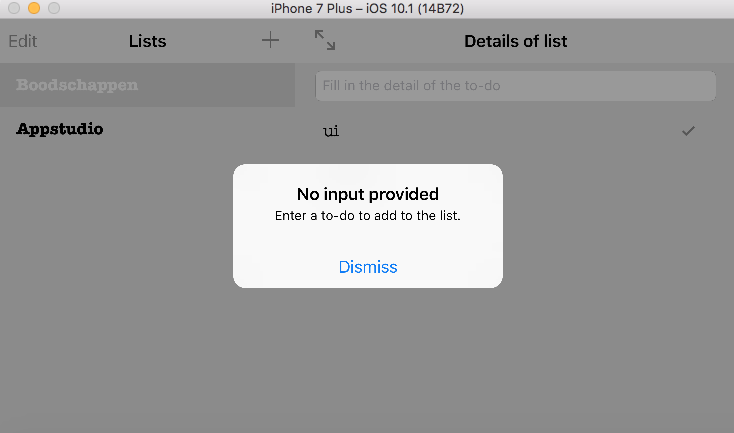 iPhone 7 Plus – iOS 10.1 (14B72)
Edit Lists Details of list
Boodschappen Fill in the detail of the to-do
Appstudio ui
No input provided
Enter a to-do to add to the list.
Dismiss